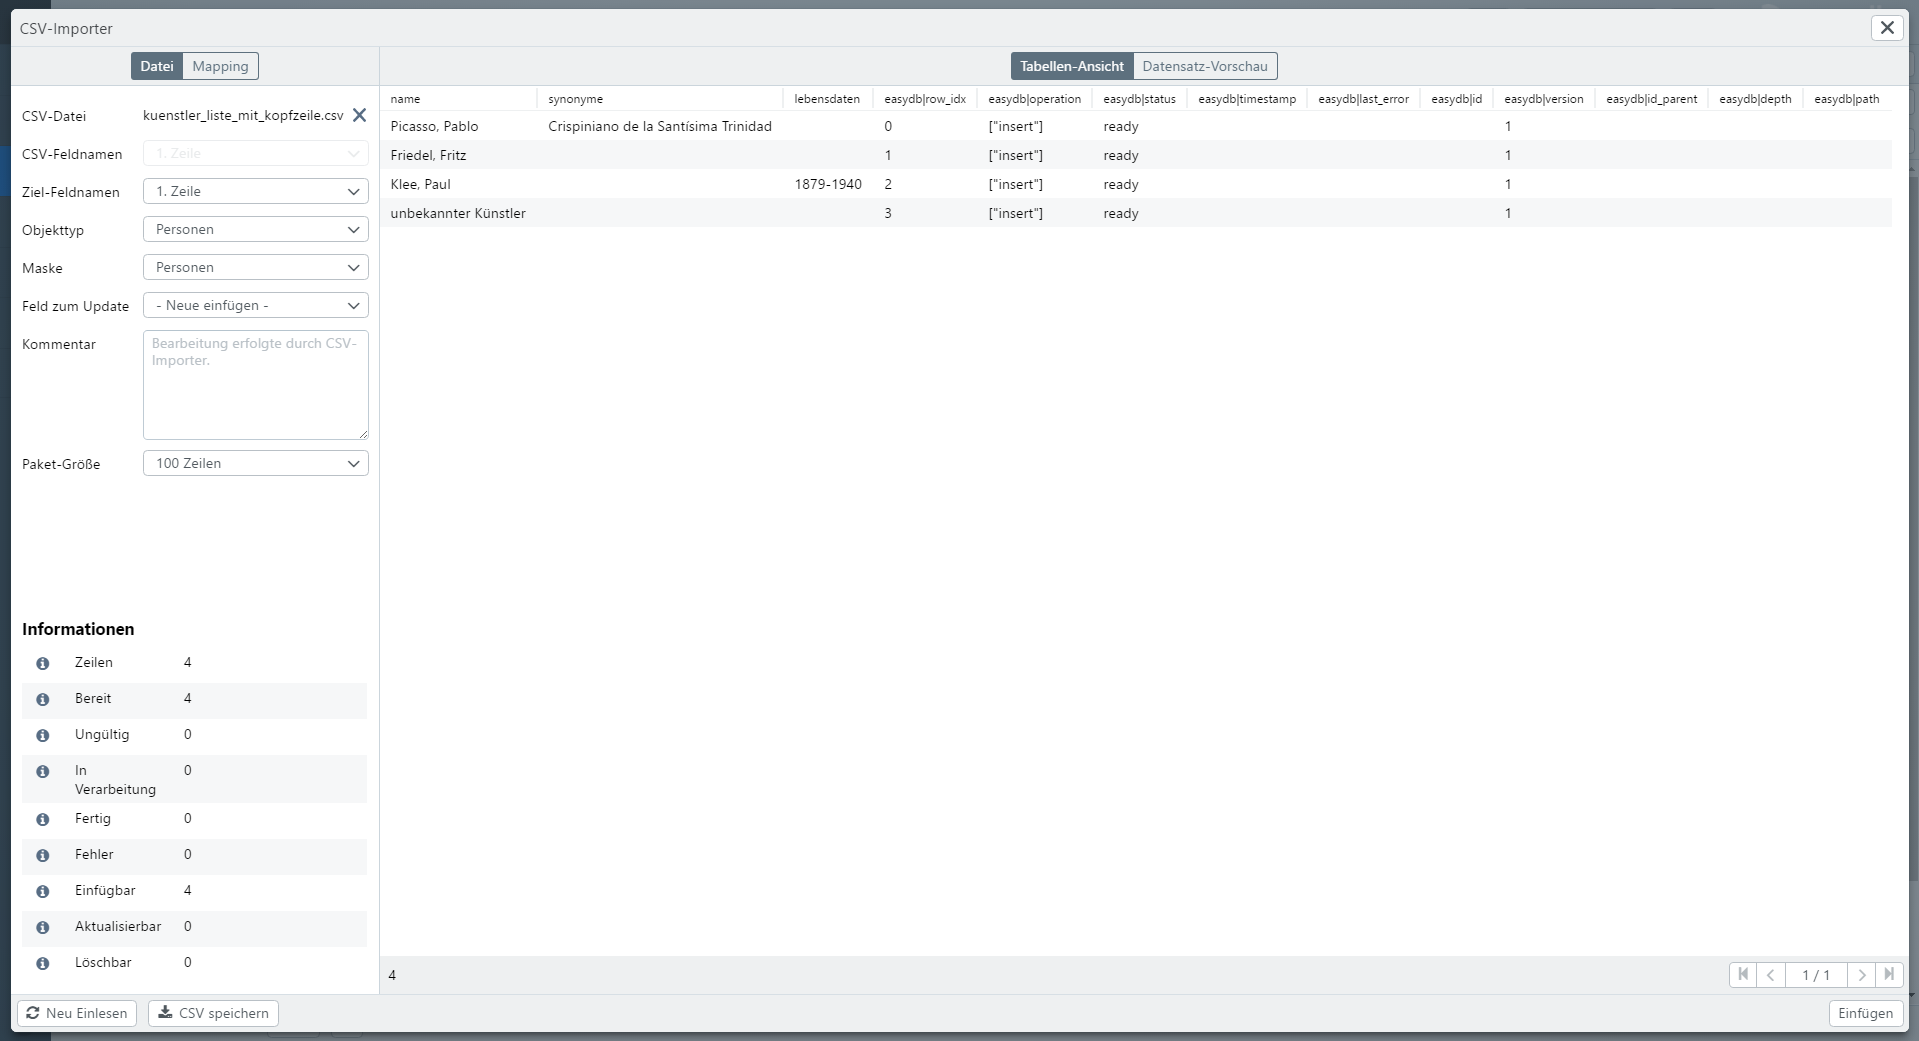 CSV-Importer
Datei Mapping
Tabellen-Ansicht Datensatz-Vorschau
CSV-Datei kuenstler_liste_mit_kopfzeile.csv
CSV-Feldnamen 1. Zeile
Ziel-Feldnamen 1. Zeile
Objekttyp Personen
Maske Personen
Feld zum Update - Neue einfügen -
Kommentar Bearbeitung erfolgte durch CSV-
Importer.
Paket-Größe 100 Zeilen
Informationen
Zeilen 4
Bereit 4
Ungültig 0
In
Verarbeitung 0
Fertig 0
Fehler 0
Einfügbar 4
Aktualisierbar 0
Löschbar 0
name synonyme lebensdaten easydb|row_idx easydb|operation easydb|status easydb|timestamp easydb|last_error easydb|id easydb|version easydb|id_parent easydb|depth easydb|path
Picasso, Pablo Crispiniano de la Santísima Trinidad 0 ["insert"] ready 1
Friedel, Fritz 1 ["insert"] ready 1
Klee, Paul 1879-1940 2 ["insert"] ready 1
unbekannter Künstler 3 ["insert"] ready 1
4 1 / 1
Neu Einlesen CSV speichern Einfügen